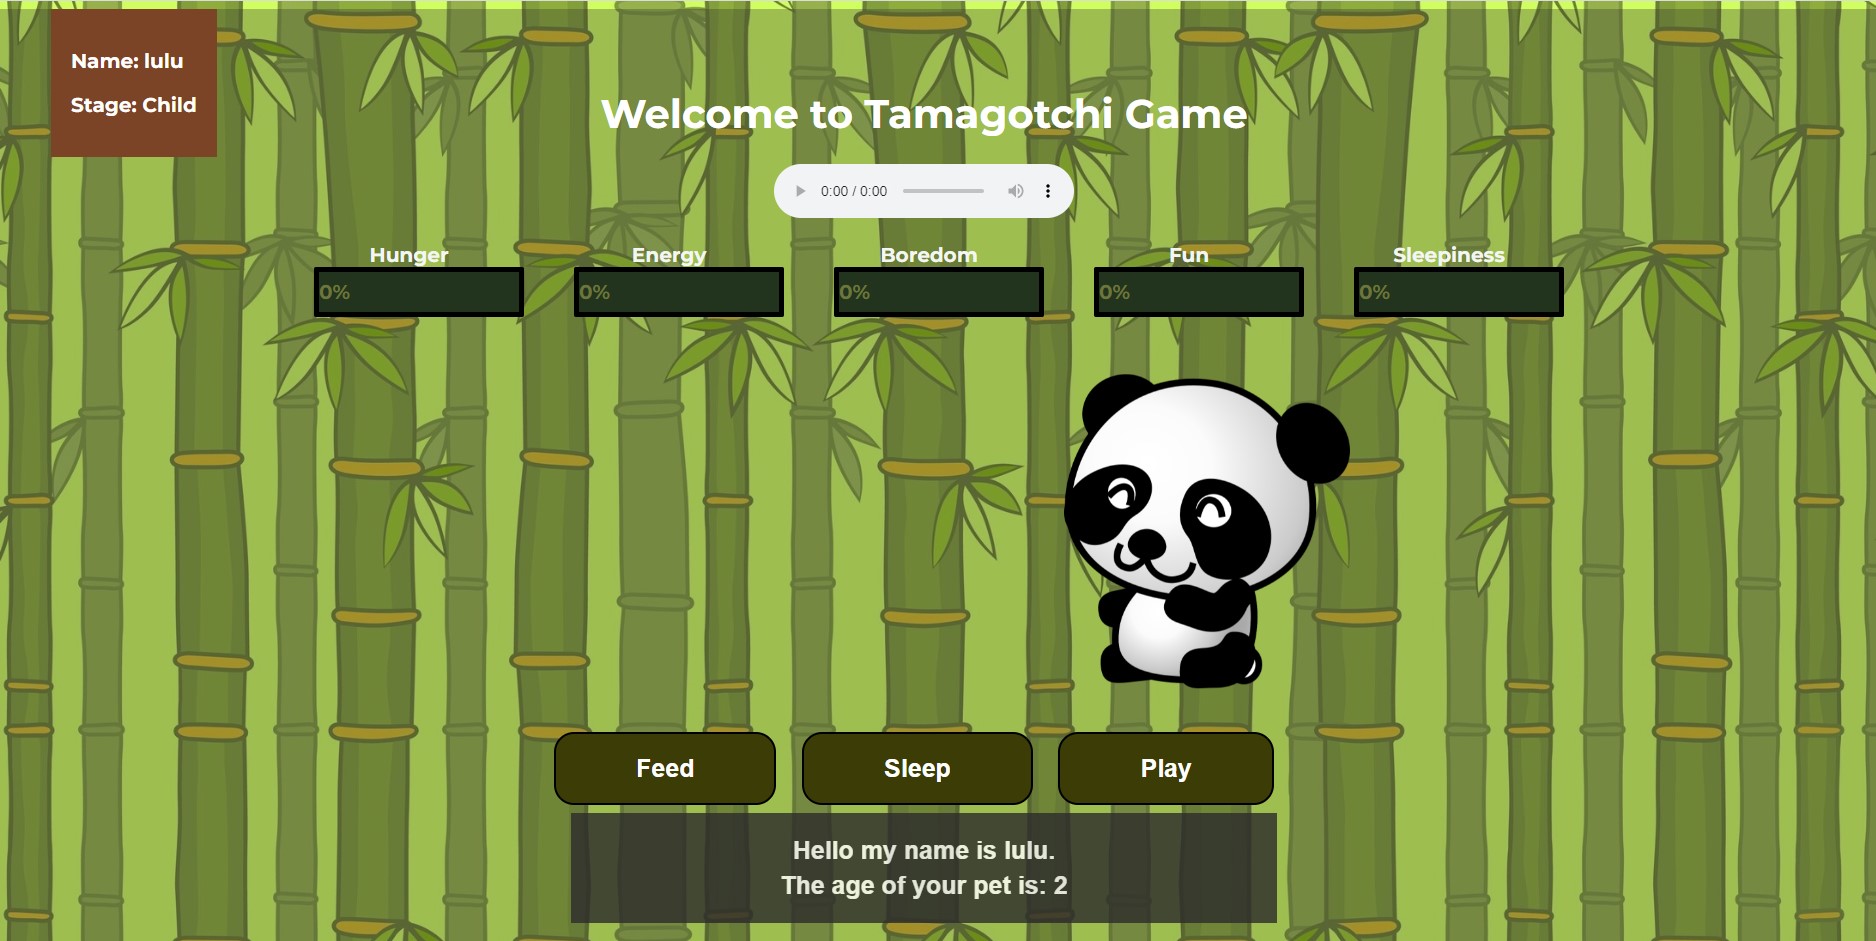 Name: lulu
Stage: Child
Welcome to Tamagotchi Game
0:00 / 0:00
Hunger Energy Boredom Fun Sleepiness
0% 0% 0% 0% 0%
Feed Sleep Play
Hello my name is lulu.
The age of your pet is: 2